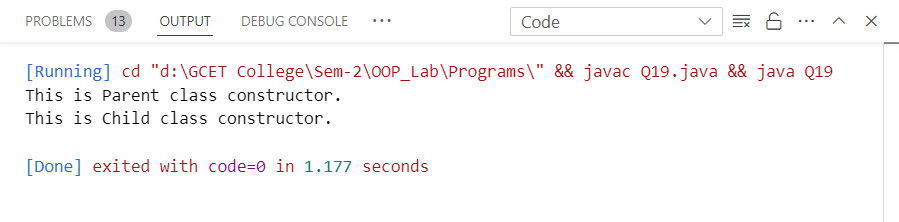 PROBLEMS 13 OUTPUT DEBUG CONSOLE ··· Code ···
[Running] cd "d:\GCET College\Sem-2\OOP_Lab\Programs\" && javac Q19.java && java Q19
This is Parent class constructor.
This is Child class constructor.
[Done] exited with code=0 in 1.177 seconds